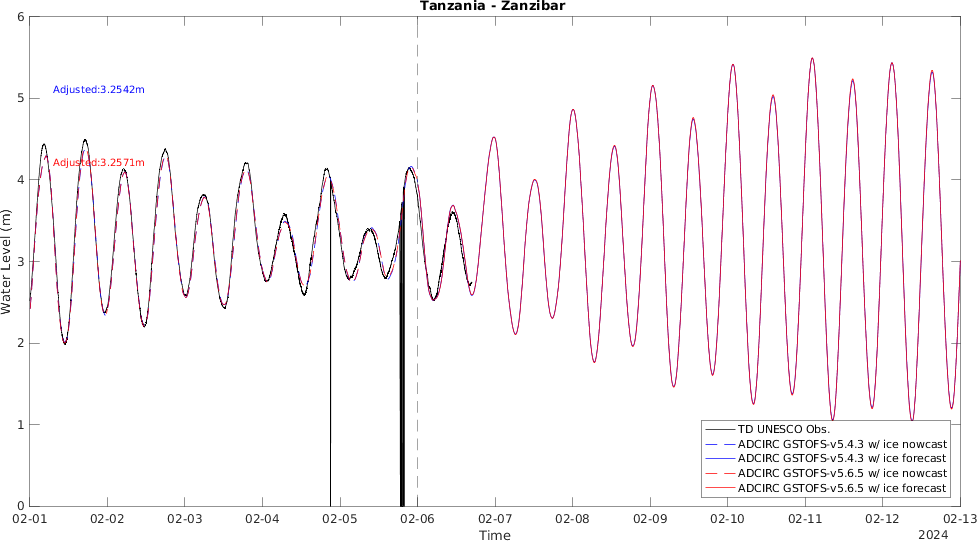 Tanzania - Zanzibar
6
5
4
3
2
1
0
Water Level (m)
Adjusted:3.2542m
Adjusted:3.2571m
TD UNESCO Obs.
ADCIRC GSTOFS-v5.4.3 w/ ice nowcast
ADCIRC GSTOFS-v5.4.3 w/ ice forecast
ADCIRC GSTOFS-v5.6.5 w/ ice nowcast
ADCIRC GSTOFS-v5.6.5 w/ ice forecast
02-01 02-02 02-03 02-04 02-05 02-06 02-07 02-08 02-09 02-10 02-11 02-12 02-13
Time
2024